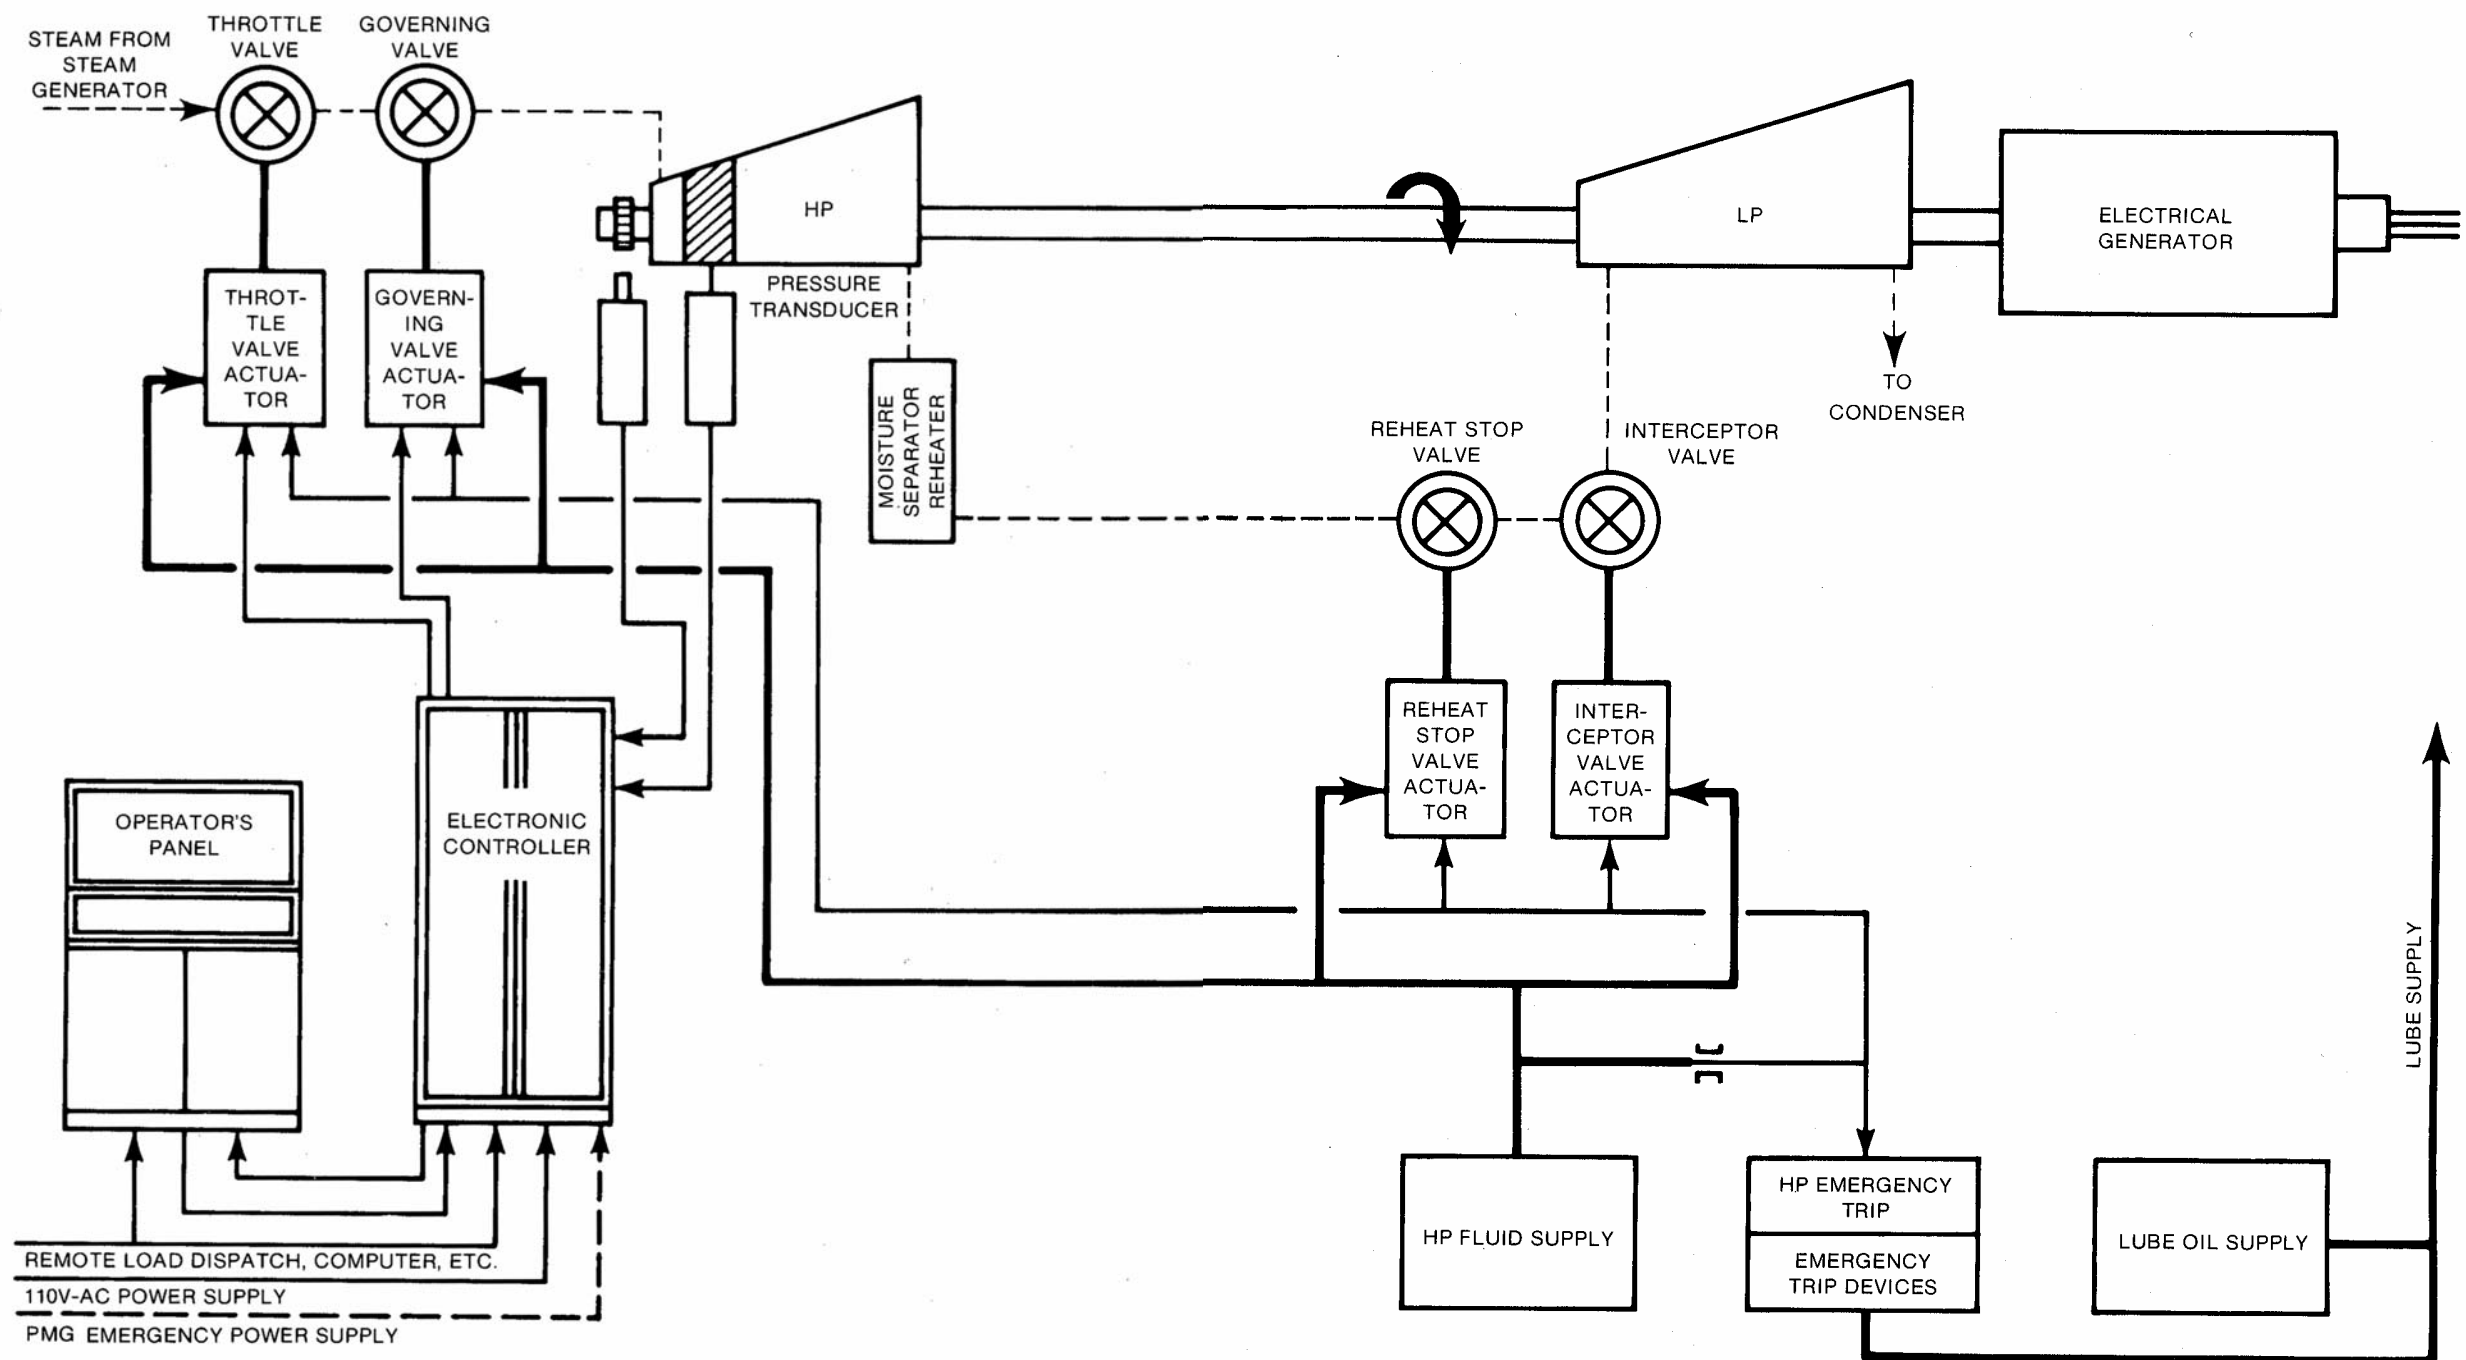 STEAM FROM
STEAM
GENERATOR
THROTTLE
VALVE
GOVERNING
VALVE
HP
LP
ELECTRICAL
GENERATOR
THROT-
TLE
VALVE
ACTUA-
TOR
GOVERN-
ING
VALVE
ACTUA-
TOR
PRESSURE
TRANSDUCER
MOISTURE
SEPARATOR
REHEATER
TO
CONDENSER
REHEAT STOP
VALVE
INTERCEPTOR
VALVE
REHEAT
STOP
VALVE
ACTUA-
TOR
INTER-
CEPTOR
VALVE
ACTUA-
TOR
OPERATOR'S
PANEL
ELECTRONIC
CONTROLLER
LUBE SUPPLY
HP FLUID SUPPLY
HP EMERGENCY
TRIP
EMERGENCY
TRIP DEVICES
LUBE OIL SUPPLY
REMOTE LOAD DISPATCH, COMPUTER, ETC.
110V-AC POWER SUPPLY
PMG EMERGENCY POWER SUPPLY